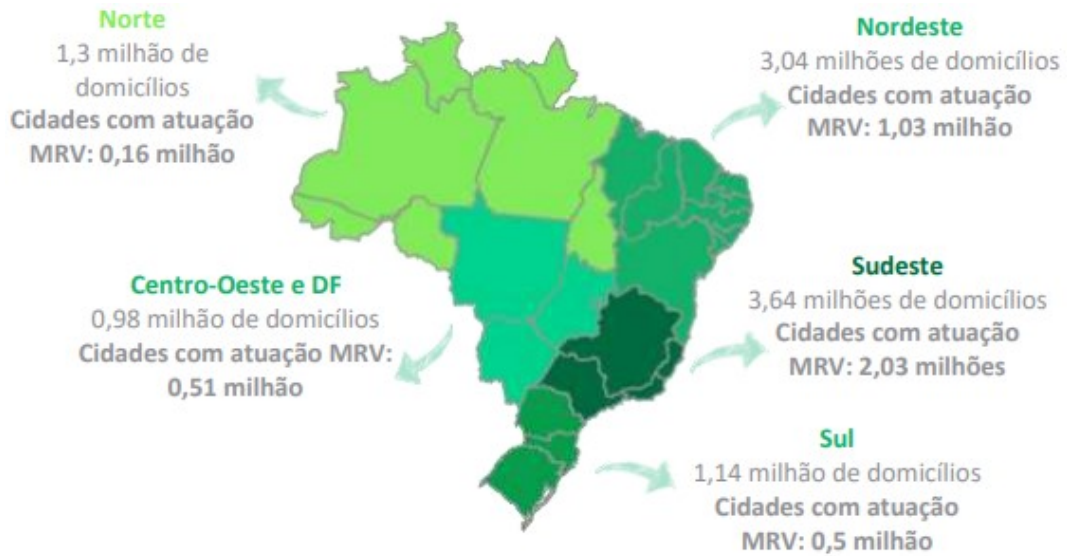 Norte
1,3 milhão de
domicílios
Cidades com atuação
MRV: 0,16 milhão
Nordeste
3,04 milhões de domicílios
Cidades com atuação
MRV: 1,03 milhão
Centro-Oeste e DF
0,98 milhão de domicílios
Cidades com atuação MRV:
0,51 milhão
Sudeste
3,64 milhões de domicílios
Cidades com atuação
MRV: 2,03 milhões
Sul
1,14 milhão de domicílios
Cidades com atuação
MRV: 0,5 milhão